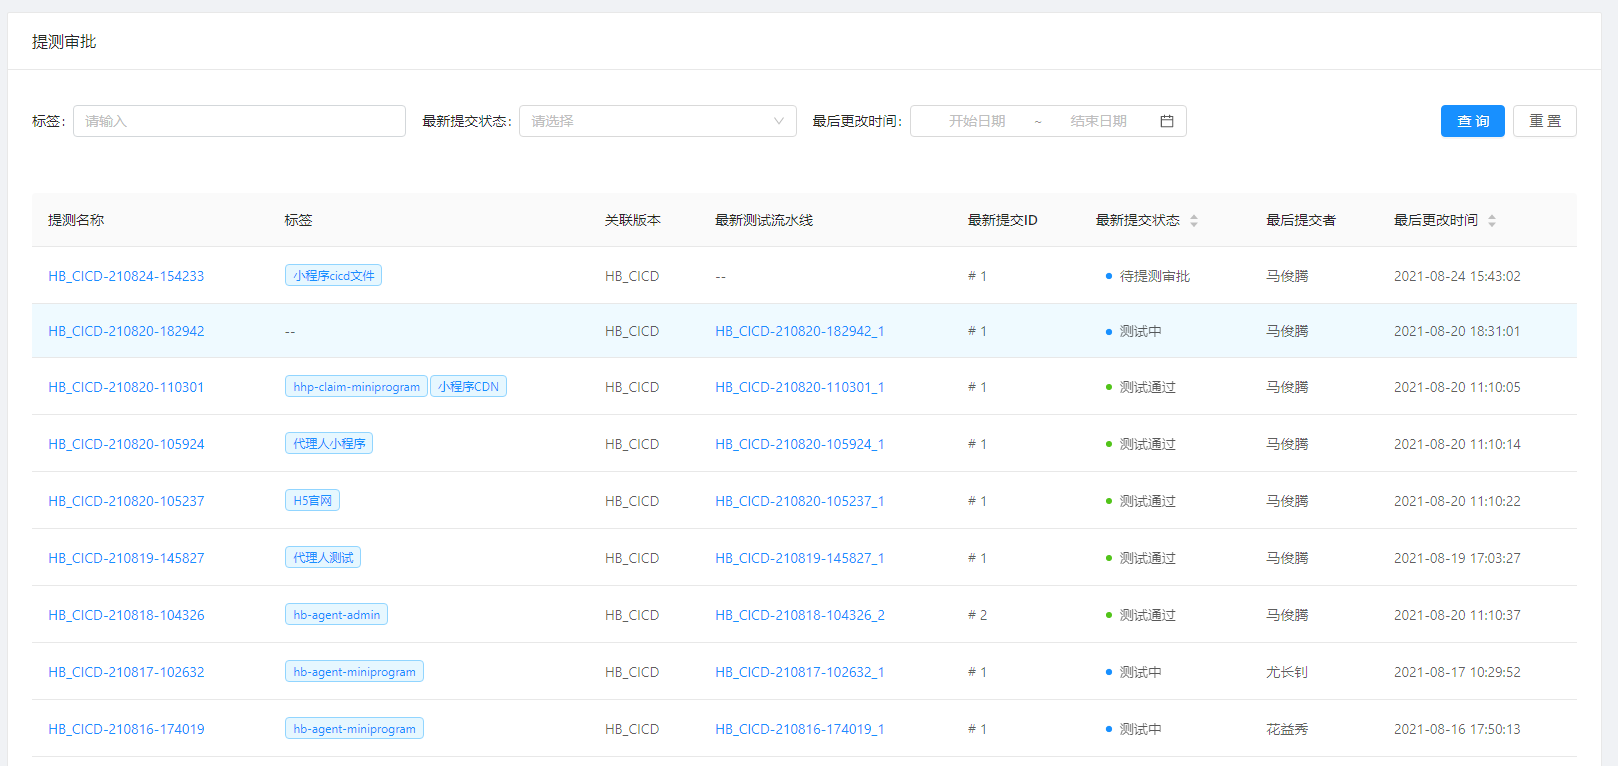 提测审批
标签: 请输入 最新提交状态: 请选择 最后更改时间: 开始日期 ~ 结束日期 查 询 重 置
提测名称 标签 关联版本 最新测试流水线 最新提交ID 最新提交状态 最后提交者 最后更改时间
HB_CICD-210824-154233 小程序cicd文件 HB_CICD -- # 1 待提测审批 马俊腾 2021-08-24 15:43:02
HB_CICD-210820-182942 -- HB_CICD HB_CICD-210820-182942_1 # 1 测试中 马俊腾 2021-08-20 18:31:01
HB_CICD-210820-110301 hhp-claim-miniprogram 小程序CDN HB_CICD HB_CICD-210820-110301_1 # 1 测试通过 马俊腾 2021-08-20 11:10:05
HB_CICD-210820-105924 代理人小程序 HB_CICD HB_CICD-210820-105924_1 # 1 测试通过 马俊腾 2021-08-20 11:10:14
HB_CICD-210820-105237 H5官网 HB_CICD HB_CICD-210820-105237_1 # 1 测试通过 马俊腾 2021-08-20 11:10:22
HB_CICD-210819-145827 代理人测试 HB_CICD HB_CICD-210819-145827_1 # 1 测试通过 马俊腾 2021-08-19 17:03:27
HB_CICD-210818-104326 hb-agent-admin HB_CICD HB_CICD-210818-104326_2 # 2 测试通过 马俊腾 2021-08-20 11:10:37
HB_CICD-210817-102632 hb-agent-miniprogram HB_CICD HB_CICD-210817-102632_1 # 1 测试中 尤长钊 2021-08-17 10:29:52
HB_CICD-210816-174019 hb-agent-miniprogram HB_CICD HB_CICD-210816-174019_1 # 1 测试中 花益秀 2021-08-16 17:50:13